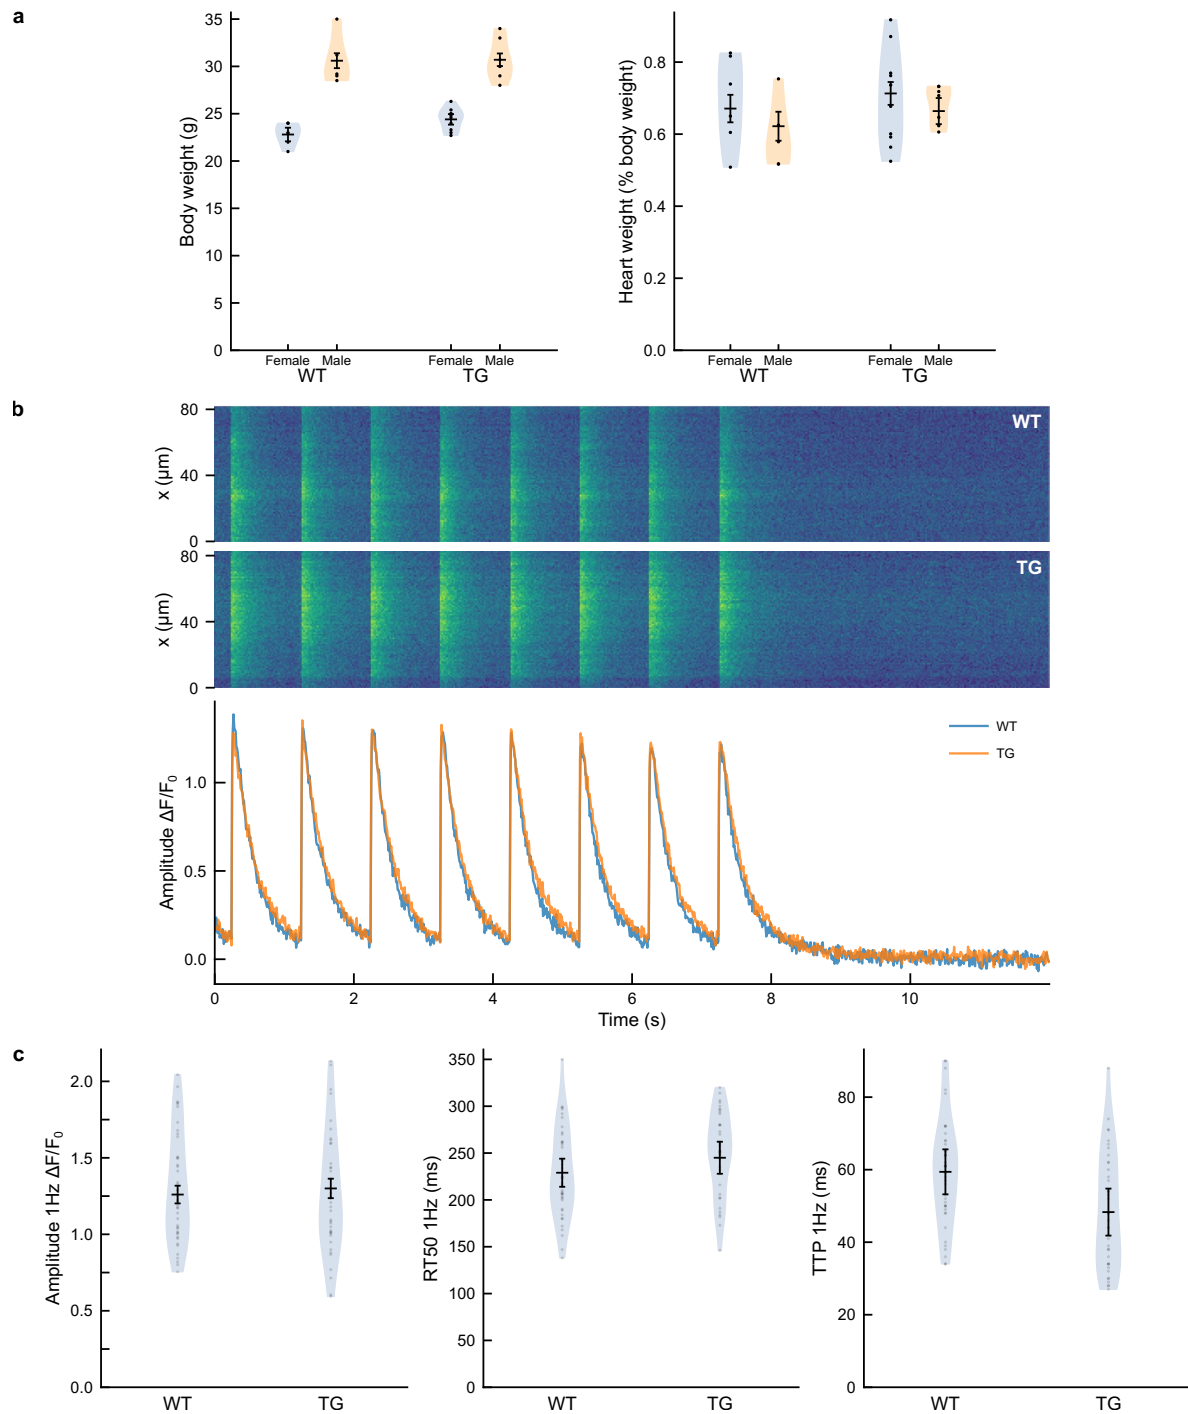 a
Body weight (g)
35
30
25
20
15
10
5
0
Female Male Female Male
WT TG
Heart weight (% body weight)
0.8
0.6
0.4
0.2
0.0
Female Male Female Male
WT TG
b
x (µm)
80
40
0
WT
x (µm)
80
40
0
TG
Amplitude ΔF/F₀
1.0
0.5
0.0
WT
TG
0 2 4 6 8 10
Time (s)
c
Amplitude 1Hz ΔF/F₀
2.0
1.5
1.0
0.5
0.0
WT TG
RT50 1Hz (ms)
350
300
250
200
150
100
50
0
WT TG
TTP 1Hz (ms)
80
60
40
20
0
WT TG